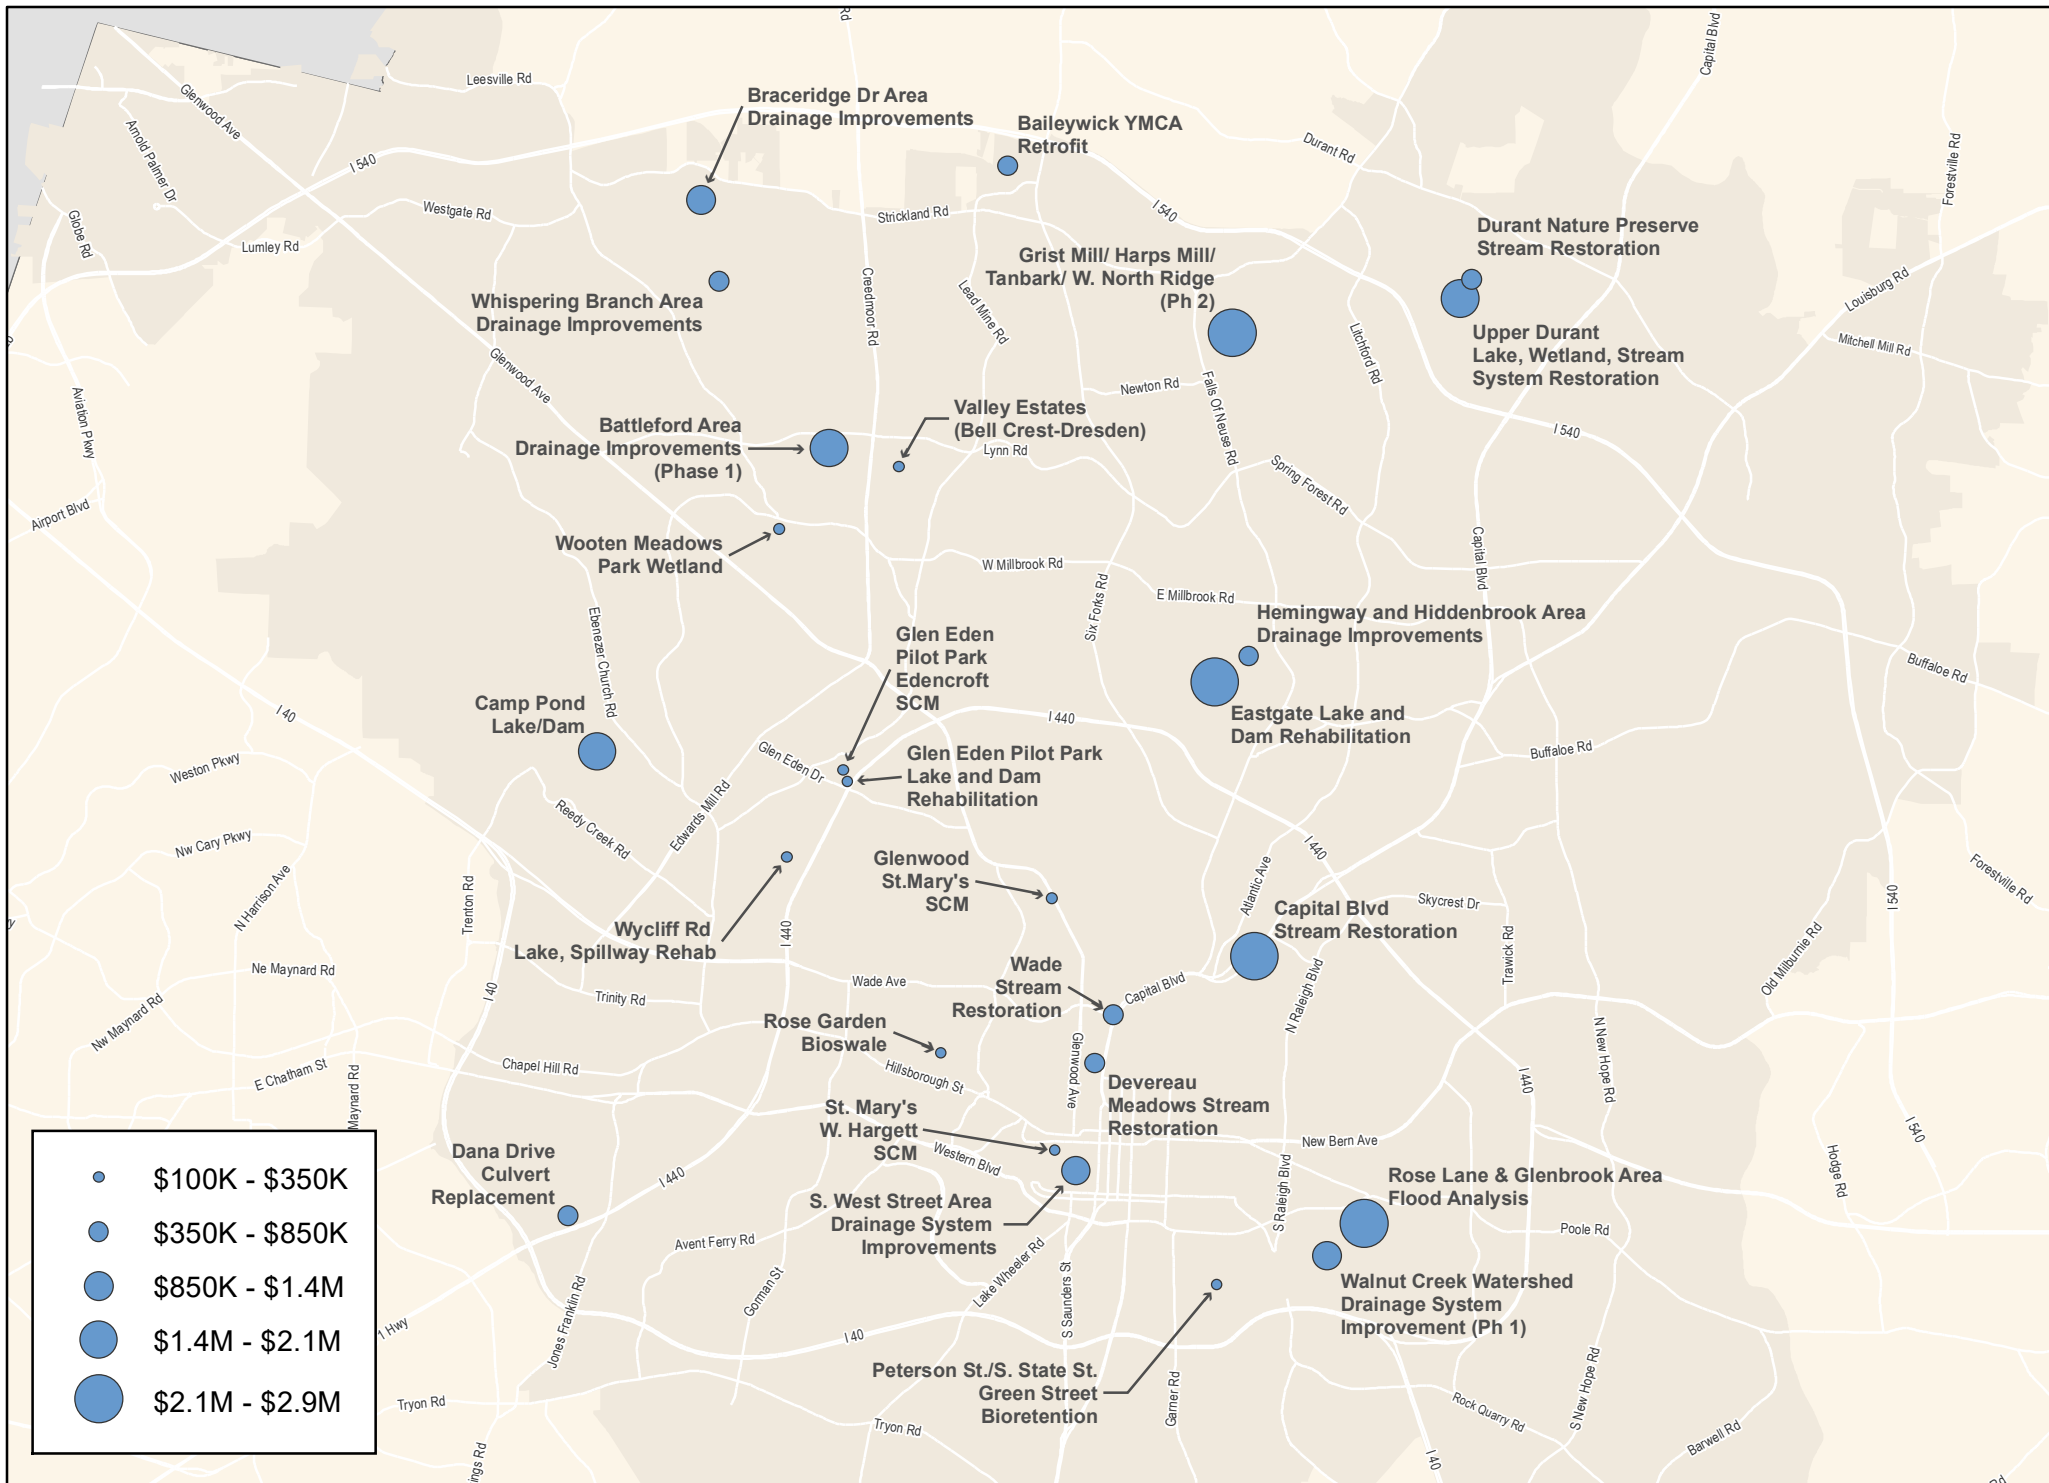 Rd
Capital Blvd
Leesville Rd
Glenwood Ave
Arnold Palmer Dr
I 540
Braceridge Dr Area
Drainage Improvements
Baileywick YMCA
Retrofit
Durant Rd
Forestville Rd
Globe Rd
Westgate Rd
Lumley Rd
Strickland Rd
I 540
Durant Nature Preserve
Stream Restoration
Grist Mill/ Harps Mill/
Tanbark/ W. North Ridge
(Ph 2)
Whispering Branch Area
Drainage Improvements
Creedmoor Rd
Lead Mine Rd
Louisburg Rd
Mitchell Mill Rd
Litchford Rd
Upper Durant
Lake, Wetland, Stream
System Restoration
Glenwood Ave
Newton Rd
Falls Of Neuse Rd
Aviation Pkwy
Battleford Area
Drainage Improvements
(Phase 1)
Valley Estates
(Bell Crest-Dresden)
Lynn Rd
I 540
Spring Forest Rd
Airport Blvd
Wooten Meadows
Park Wetland
W Millbrook Rd
Capital Blvd
Six Forks Rd
E Millbrook Rd
Hemingway and Hiddenbrook Area
Drainage Improvements
Ebenezer Church Rd
Glen Eden
Pilot Park
Edencroft
SCM
Buffaloe Rd
Camp Pond
Lake/Dam
I 40
I 440
Eastgate Lake and
Dam Rehabilitation
Buffaloe Rd
Weston Pkwy
Glen Eden Dr
Glen Eden Pilot Park
Lake and Dam
Rehabilitation
Edwards Mill Rd
Reedy Creek Rd
Nw Cary Pkwy
I 440
Glenwood
St.Mary's
SCM
Atlantic Ave
Forestville Rd
N Harrison Ave
Trenton Rd
Skycrest Dr
I 540
Capital Blvd
Stream Restoration
Wycliff Rd
Lake, Spillway Rehab
I 440
Trawick Rd
Old Milburnie Rd
Wade
Stream
Restoration
Ne Maynard Rd
I 40
Trinity Rd
Wade Ave
Capital Blvd
N Raleigh Blvd
Nw Maynard Rd
Rose Garden
Bioswale
Glenwood Ave
N New Hope Rd
E Chatham St
Chapel Hill Rd
Hillsborough St
Maynard Rd
I 440
Devereau
Meadows Stream
Restoration
St. Mary's
W. Hargett
SCM
New Bern Ave
I 540
Western Blvd
Dana Drive
Culvert
Replacement
I 440
S Raleigh Blvd
Hodge Rd
Rose Lane & Glenbrook Area
Flood Analysis
S. West Street Area
Drainage System
Improvements
Poole Rd
Avent Ferry Rd
Lake Wheeler Rd
Gorman St
Walnut Creek Watershed
Drainage System
Improvement (Ph 1)
S Saunders St
Jones Franklin Rd
1 Hwy
I 40
Peterson St./S. State St.
Green Street
Bioretention
Garner Rd
S New Hope Rd
Tryon Rd
Tryon Rd
Rock Quarry Rd
Barwell Rd
I 40
ings Rd
Rd
$100K - $350K
$350K - $850K
$850K - $1.4M
$1.4M - $2.1M
$2.1M - $2.9M